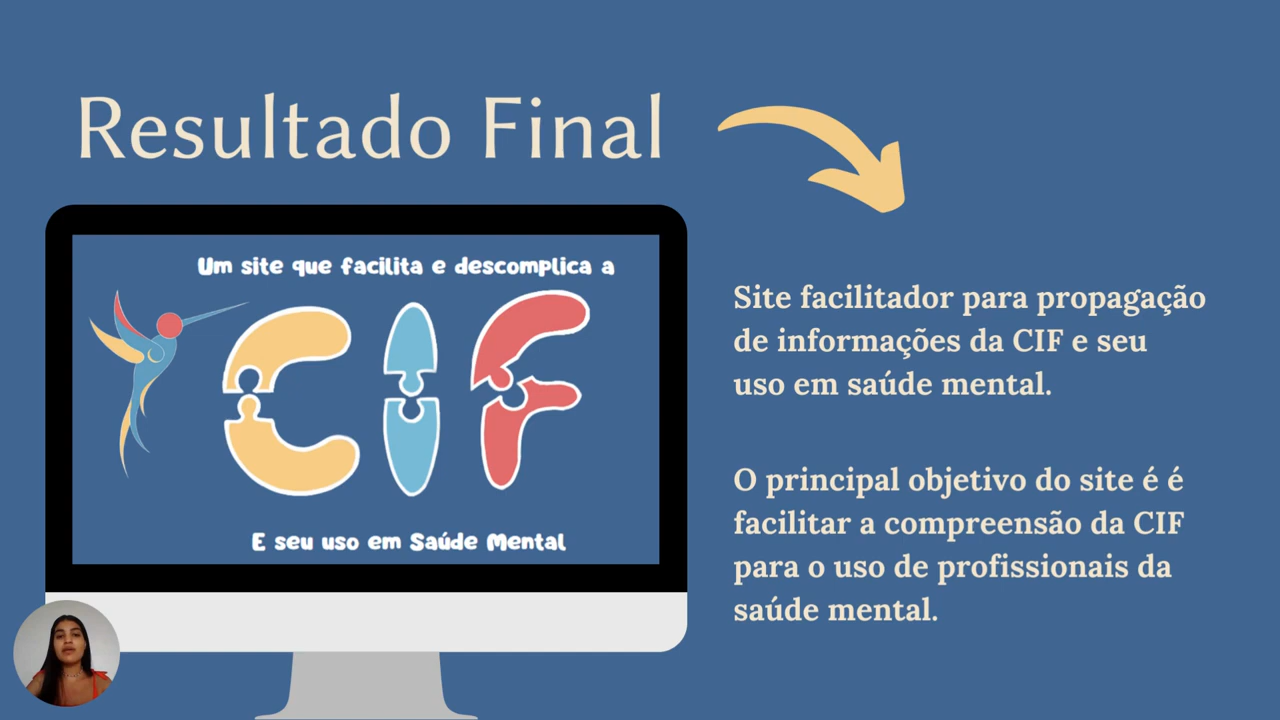 Resultado Final
Um site que facilita e descomplica a
CIF
E seu uso em Saúde Mental
Site facilitador para propagação
de informações da CIF e seu
uso em saúde mental.
O principal objetivo do site é é
facilitar a compreensão da CIF
para o uso de profissionais da
saúde mental.